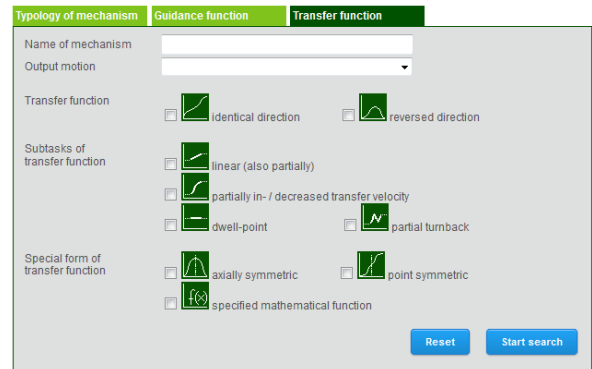 Typology of mechanism Guidance function Transfer function
Name of mechanism
Output motion
Transfer function
identical direction reversed direction
Subtasks of
transfer function
linear (also partially)
partially in- / decreased transfer velocity
dwell-point partial turnback
Special form of
transfer function
axially symmetric point symmetric
f(x) specified mathematical function
Reset Start search